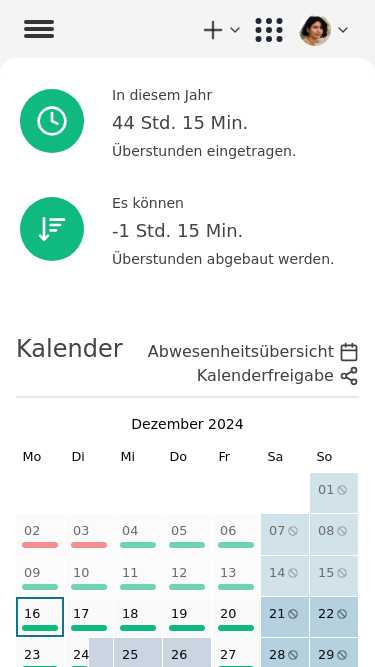 In diesem Jahr
44 Std. 15 Min.
Überstunden eingetragen.
Es können
-1 Std. 15 Min.
Überstunden abgebaut werden.
Kalender
Abwesenheitsübersicht
Kalenderfreigabe
Dezember 2024
Mo Di Mi Do Fr Sa So
01
02 03 04 05 06 07 08
09 10 11 12 13 14 15
16 17 18 19 20 21 22
23 24 25 26 27 28 29